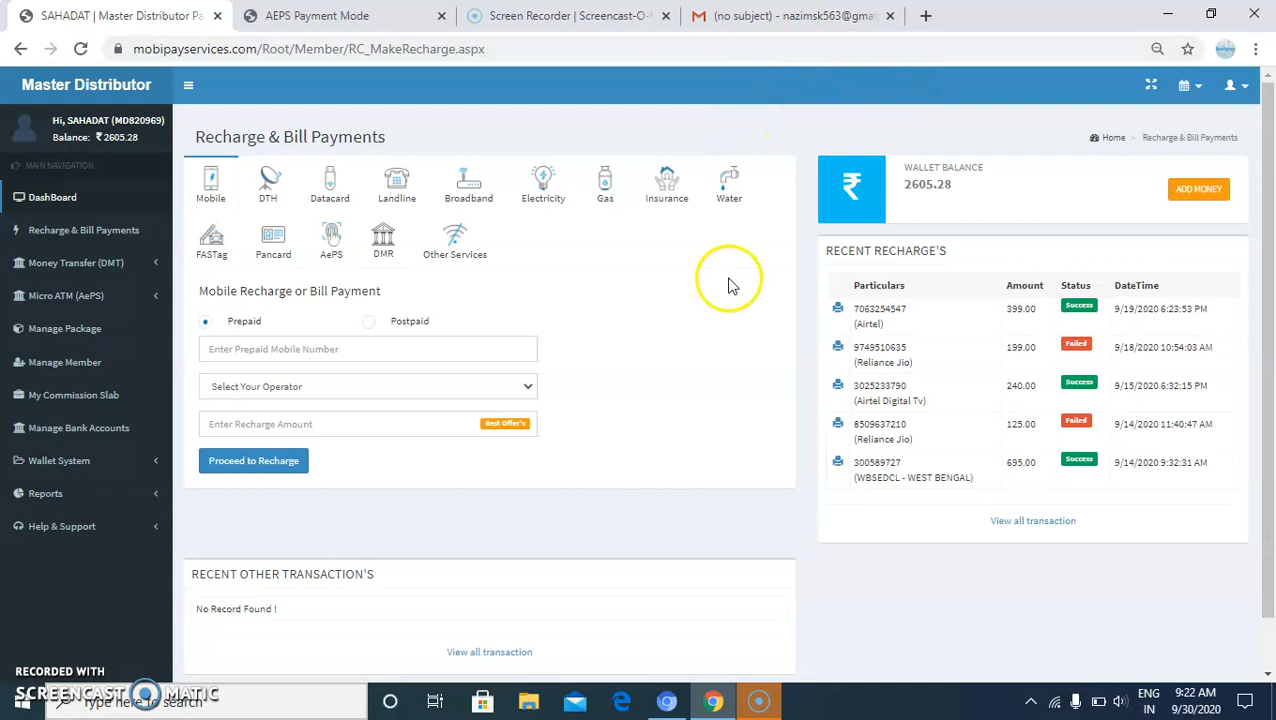 SAHADAT | Master Distributor Pa
AEPS Payment Mode
Screen Recorder | Screencast-O-M
(no subject) - nazimsk563@gmail
mobipayservices.com/Root/Member/RC_MakeRecharge.aspx
Master Distributor
Hi, SAHADAT (MD820969)
Balance: ₹ 2605.28
MAIN NAVIGATION
DashBoard
Recharge & Bill Payments
Money Transfer (DMT)
Micro ATM (AePS)
Manage Package
Manage Member
My Commission Slab
Manage Bank Accounts
Wallet System
Reports
Help & Support
Recharge & Bill Payments
Home > Recharge & Bill Payments
Mobile DTH Datacard Landline Broadband Electricity Gas Insurance Water
FASTag Pancard AePS DMR Other Services
Mobile Recharge or Bill Payment
Prepaid Postpaid
Enter Prepaid Mobile Number
Select Your Operator
Enter Recharge Amount Best Offer's
Proceed to Recharge
RECENT OTHER TRANSACTION'S
No Record Found !
View all transaction
₹
WALLET BALANCE
2605.28
ADD MONEY
RECENT RECHARGE'S
Particulars Amount Status DateTime
7063254547 399.00 Success 9/19/2020 6:23:53 PM
(Airtel)
9749510635 199.00 Failed 9/18/2020 10:54:03 AM
(Reliance Jio)
3025233790 240.00 Success 9/15/2020 6:32:15 PM
(Airtel Digital Tv)
8509637210 125.00 Failed 9/14/2020 11:40:47 AM
(Reliance Jio)
300589727 695.00 Success 9/14/2020 9:32:31 AM
(WBSEDCL - WEST BENGAL)
View all transaction
RECORDED WITH
SCREENCAST MATIC
Type here to search
ENG
IN
9:22 AM
9/30/2020